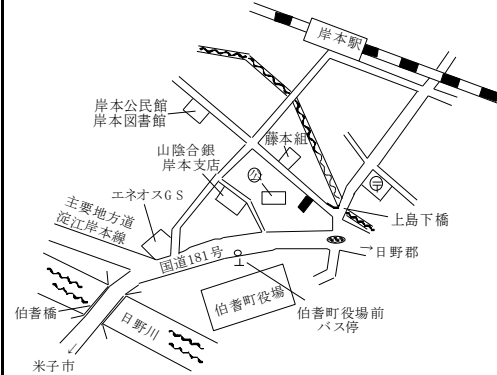 岸本駅
岸本公民館
岸本図書館
藤本組
山陰合銀
岸本支店
エネオスGS
主要地方道
淀江岸本線
上島下橋
国道181号
→日野郡
伯耆町役場
伯耆町役場前
バス停
伯耆橋
日野川
米子市